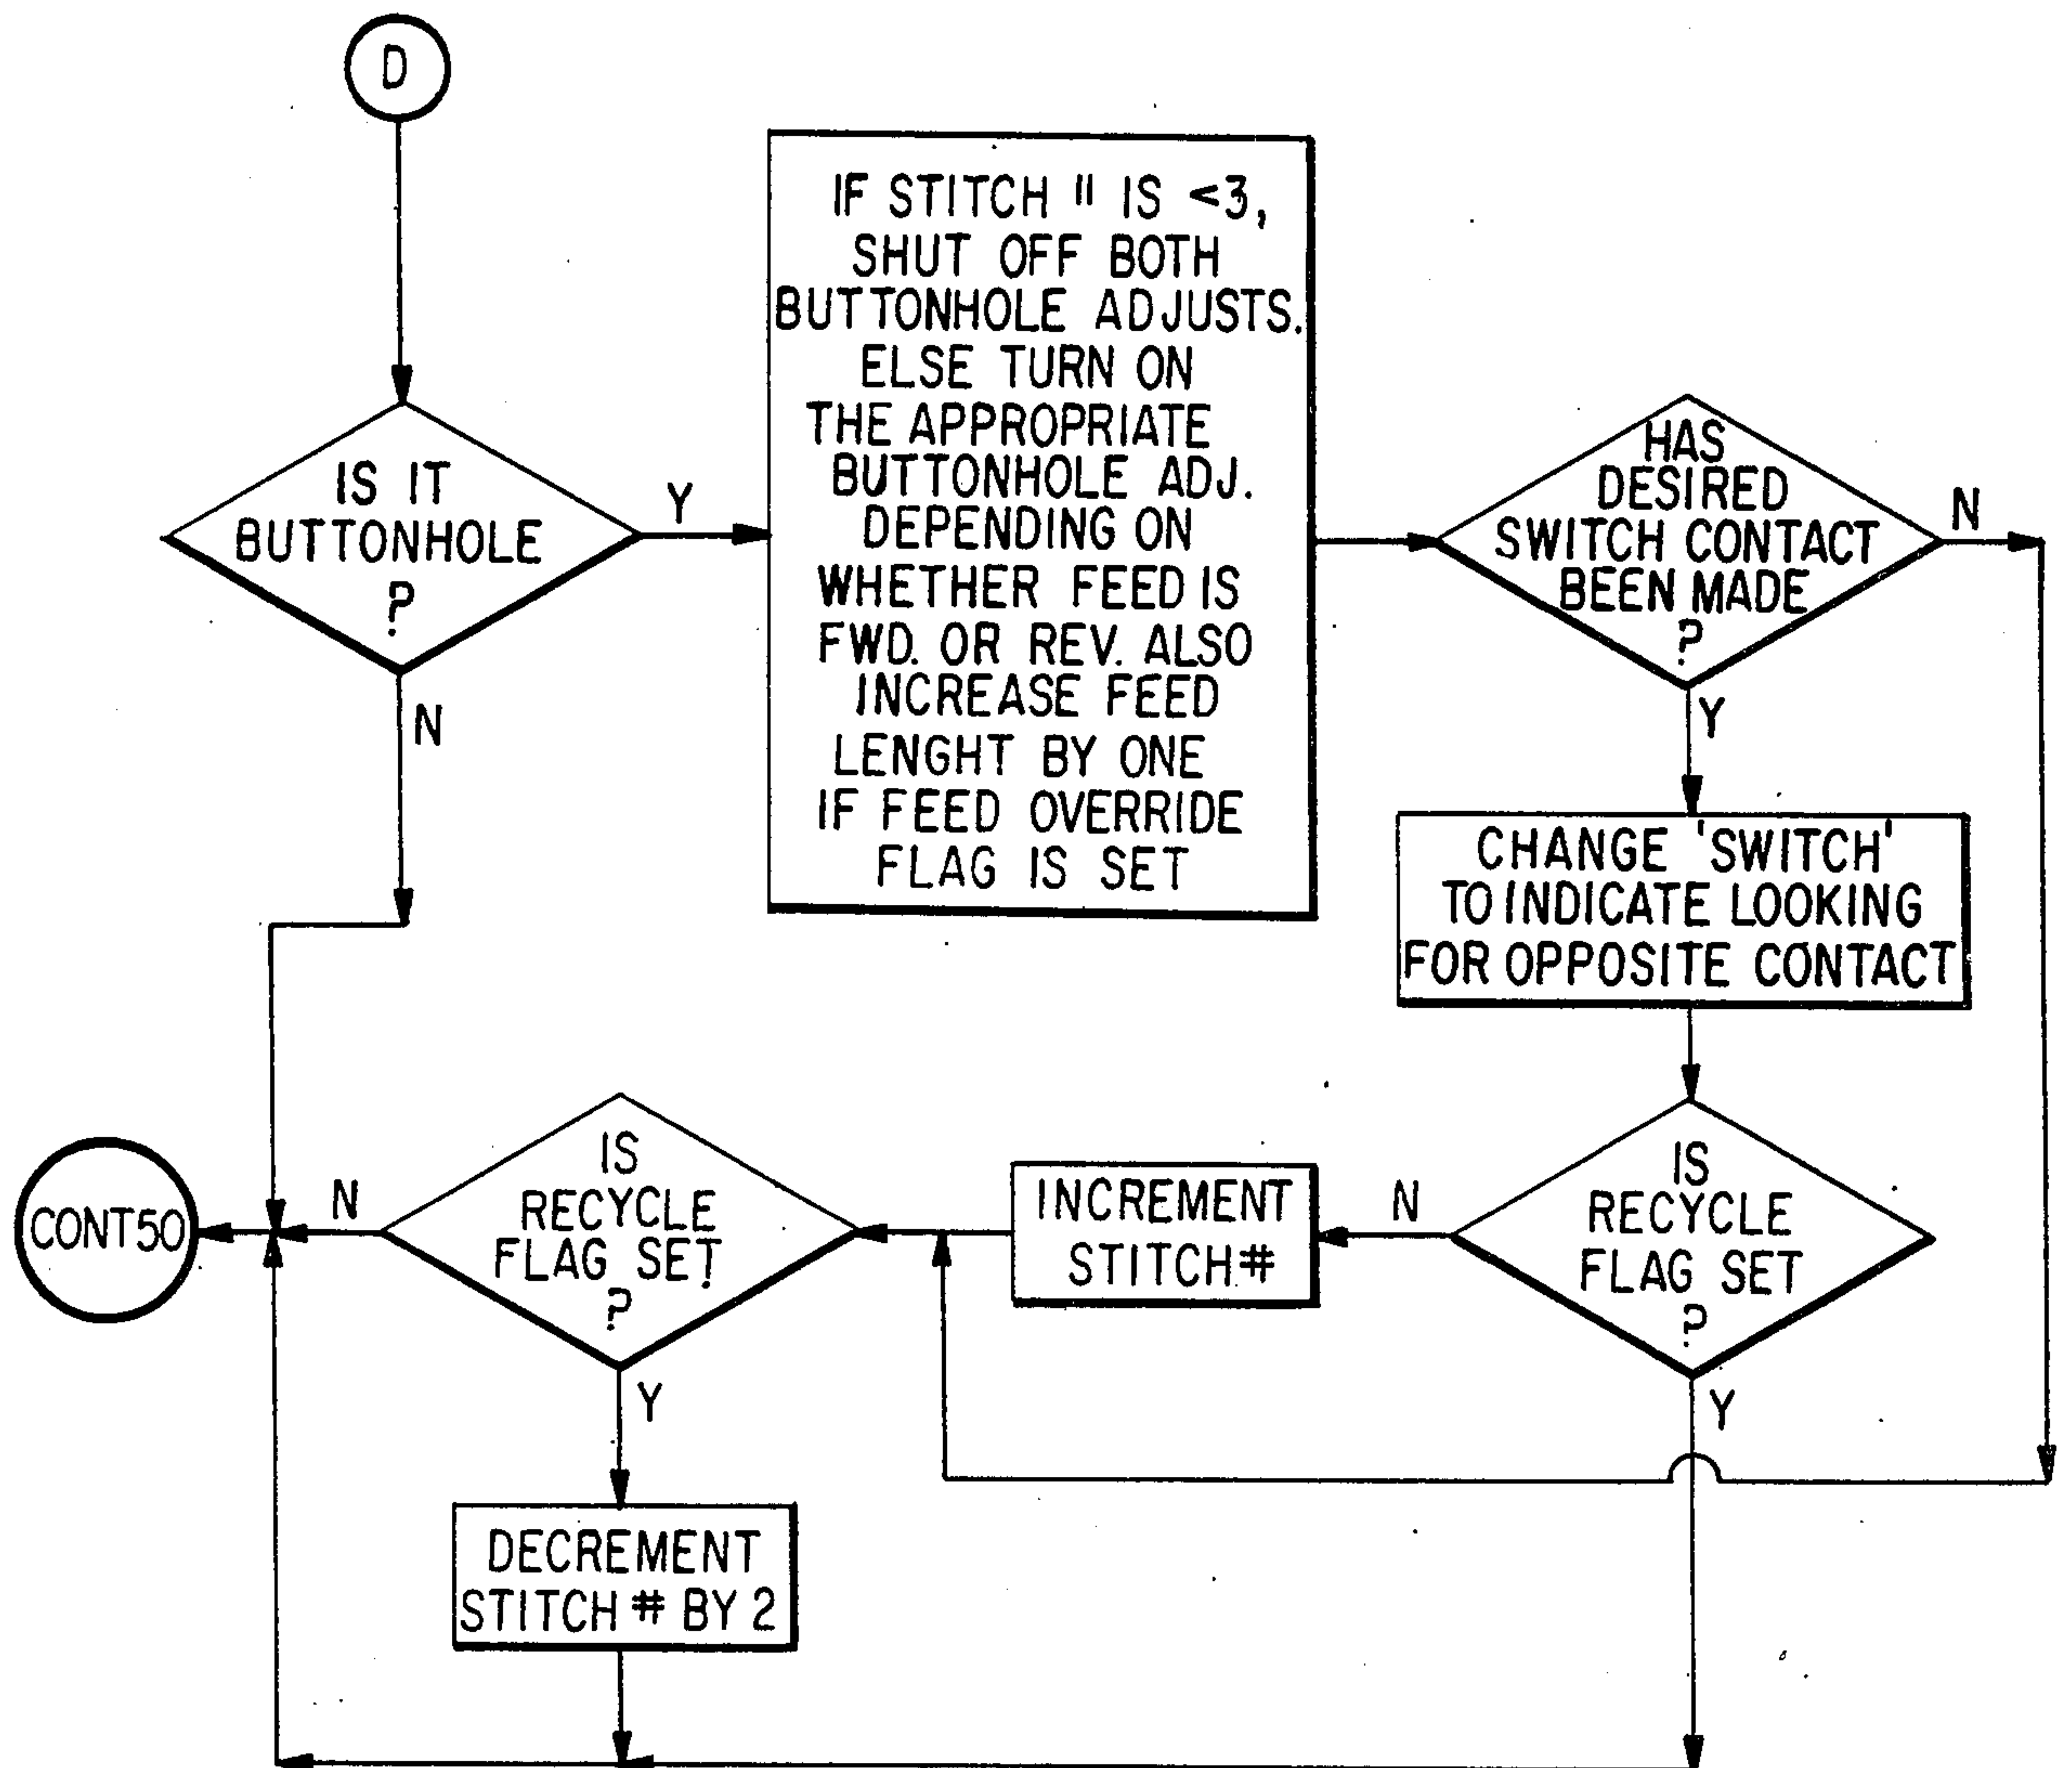 D
IS IT
BUTTONHOLE
?
Y
N
IF STITCH " IS <3,
SHUT OFF BOTH
BUTTONHOLE ADJUSTS.
ELSE TURN ON
THE APPROPRIATE
BUTTONHOLE ADJ.
DEPENDING ON
WHETHER FEED IS
FWD. OR REV. ALSO
INCREASE FEED
LENGHT BY ONE
IF FEED OVERRIDE
FLAG IS SET
HAS
DESIRED
SWITCH CONTACT
BEEN MADE
?
N
Y
CHANGE 'SWITCH'
TO INDICATE LOOKING
FOR OPPOSITE CONTACT
IS
RECYCLE
FLAG SET
?
N
Y
INCREMENT
STITCH #
IS
RECYCLE
FLAG SET
?
N
Y
CONT50
DECREMENT
STITCH # BY 2